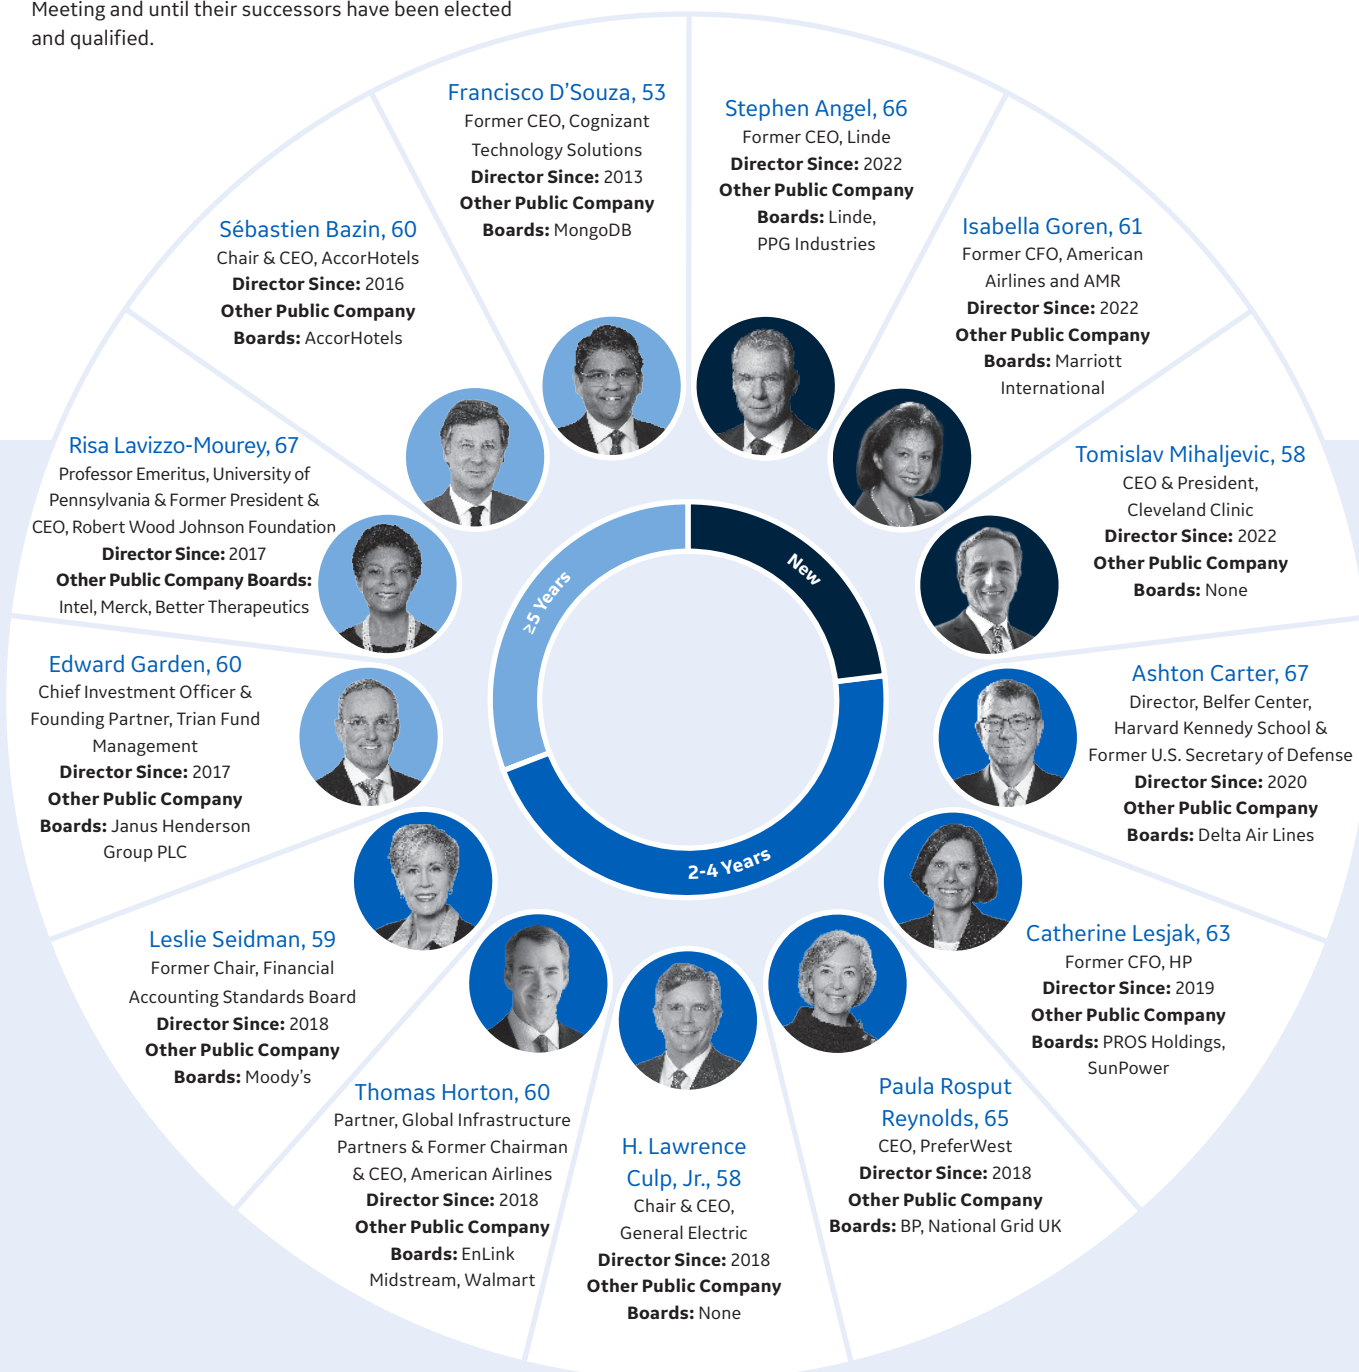 Meeting and until their successors have been elected
and qualified.
Francisco D’Souza, 53
Former CEO, Cognizant
Technology Solutions
Director Since: 2013
Other Public Company
Boards: MongoDB
Stephen Angel, 66
Former CEO, Linde
Director Since: 2022
Other Public Company
Boards: Linde,
PPG Industries
Isabella Goren, 61
Former CFO, American
Airlines and AMR
Director Since: 2022
Other Public Company
Boards: Marriott
International
Tomislav Mihaljevic, 58
CEO & President,
Cleveland Clinic
Director Since: 2022
Other Public Company
Boards: None
Ashton Carter, 67
Director, Belfer Center,
Harvard Kennedy School &
Former U.S. Secretary of Defense
Director Since: 2020
Other Public Company
Boards: Delta Air Lines
Catherine Lesjak, 63
Former CFO, HP
Director Since: 2019
Other Public Company
Boards: PROS Holdings,
SunPower
Paula Rosput
Reynolds, 65
CEO, PreferWest
Director Since: 2018
Other Public Company
Boards: BP, National Grid UK
H. Lawrence
Culp, Jr., 58
Chair & CEO,
General Electric
Director Since: 2018
Other Public Company
Boards: None
Thomas Horton, 60
Partner, Global Infrastructure
Partners & Former Chairman
& CEO, American Airlines
Director Since: 2018
Other Public Company
Boards: EnLink
Midstream, Walmart
Leslie Seidman, 59
Former Chair, Financial
Accounting Standards Board
Director Since: 2018
Other Public Company
Boards: Moody’s
Edward Garden, 60
Chief Investment Officer &
Founding Partner, Trian Fund
Management
Director Since: 2017
Other Public Company
Boards: Janus Henderson
Group PLC
Risa Lavizzo-Mourey, 67
Professor Emeritus, University of
Pennsylvania & Former President &
CEO, Robert Wood Johnson Foundation
Director Since: 2017
Other Public Company Boards:
Intel, Merck, Better Therapeutics
Sébastien Bazin, 60
Chair & CEO, AccorHotels
Director Since: 2016
Other Public Company
Boards: AccorHotels
New
2-4 Years
≥5 Years